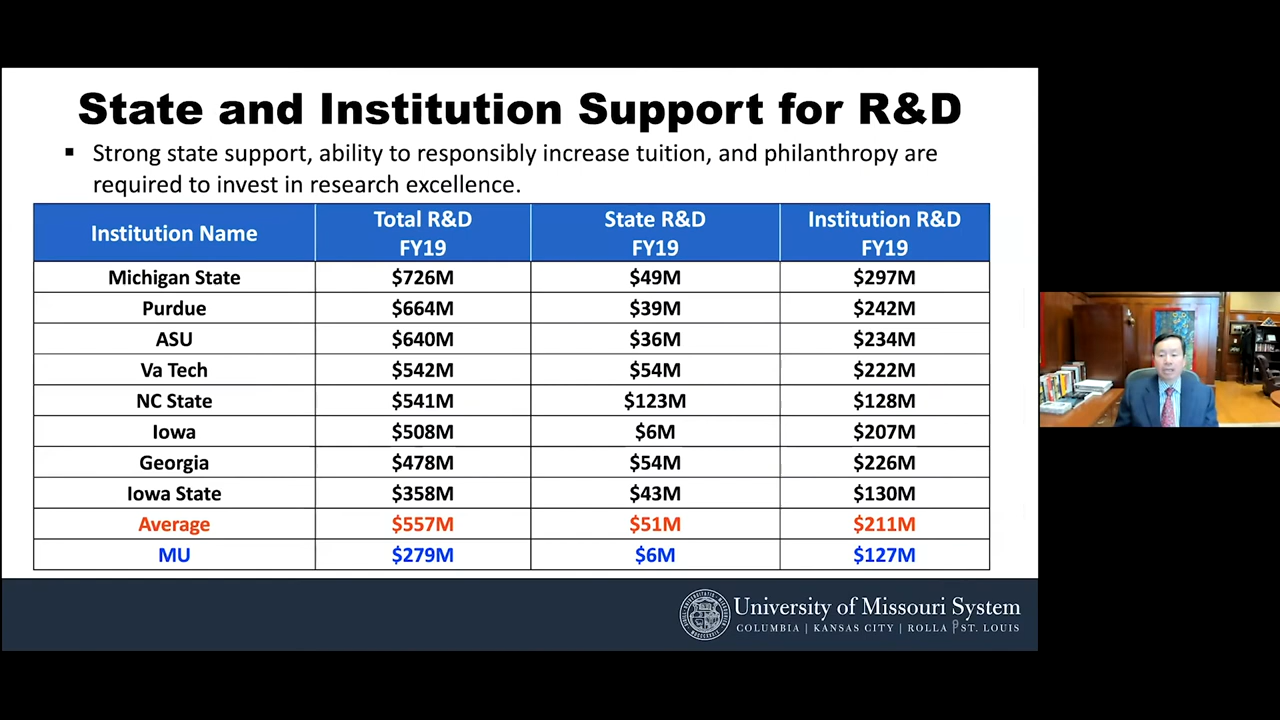 State and Institution Support for R&D
▪ Strong state support, ability to responsibly increase tuition, and philanthropy are
required to invest in research excellence.
Institution Name Total R&D FY19 State R&D FY19 Institution R&D FY19
Michigan State $726M $49M $297M
Purdue $664M $39M $242M
ASU $640M $36M $234M
Va Tech $542M $54M $222M
NC State $541M $123M $128M
Iowa $508M $6M $207M
Georgia $478M $54M $226M
Iowa State $358M $43M $130M
Average $557M $51M $211M
MU $279M $6M $127M
University of Missouri System
COLUMBIA | KANSAS CITY | ROLLA | ST. LOUIS